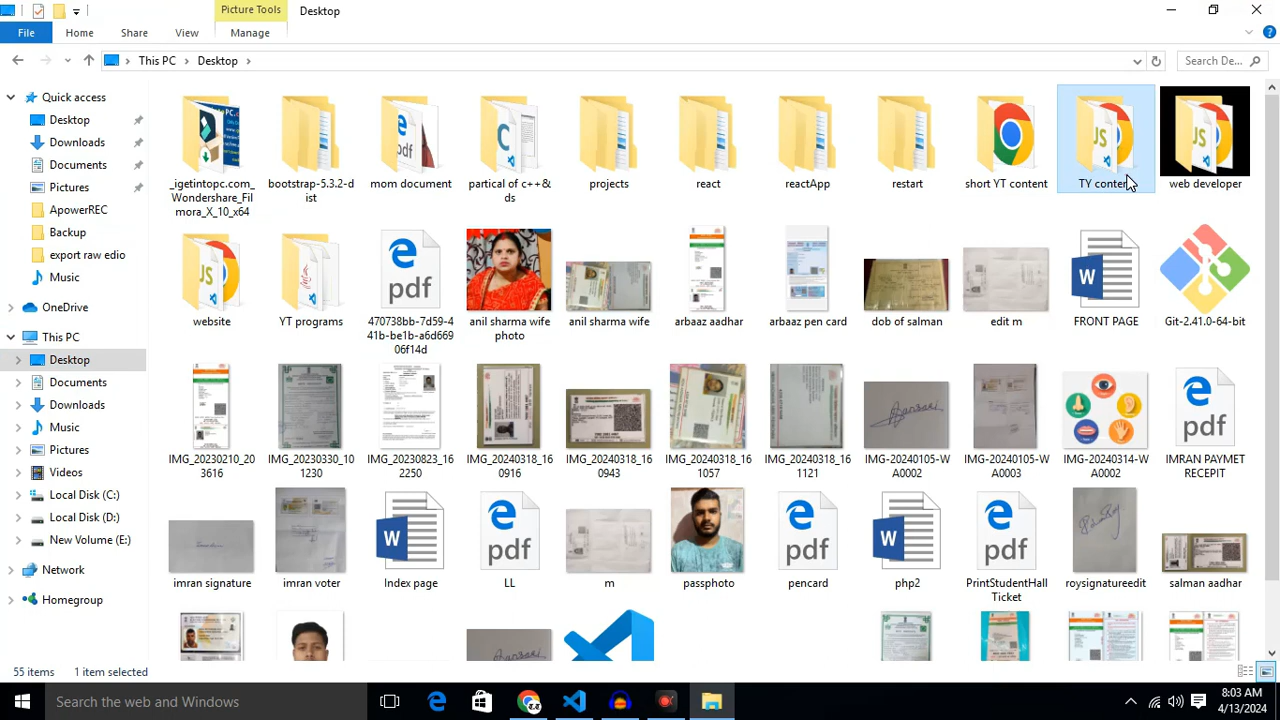 Picture Tools
Desktop
File
Home
Share
View
Manage
This PC
Desktop
Search De...
Quick access
Desktop
Downloads
Documents
Pictures
ApowerREC
Backup
export raw edio
Music
OneDrive
This PC
Desktop
Documents
Downloads
Music
Pictures
Videos
Local Disk (C:)
Local Disk (D:)
New Volume (E:)
Network
Homegroup
_igetintopc.com_
Wondershare_Fil
mora_X_10_x64
bootstrap-5.3.2-d
ist
mom document
partical of c++&
ds
projects
react
reactApp
restart
short YT content
TY content
web developer
website
YT programs
470738bb-7d59-4
41b-be1b-a6d669
06f14d
anil sharma wife
photo
anil sharma wife
arbaaz aadhar
arbaaz pen card
dob of salman
edit m
FRONT PAGE
Git-2.41.0-64-bit
IMG_20230210_20
3616
IMG_20230330_10
1230
IMG_20230823_16
2250
IMG_20240318_16
0916
IMG_20240318_16
0943
IMG_20240318_16
1057
IMG_20240318_16
1121
IMG-20240105-W
A0002
IMG-20240105-W
A0003
IMG-20240314-W
A0002
IMRAN PAYMET
RECEPIT
imran signature
imran voter
Index page
LL
m
passphoto
pencard
php2
PrintStudentHall
Ticket
roysignatureedit
salman aadhar
55 items
1 item selected
Search the web and Windows
8:03 AM
4/13/2024